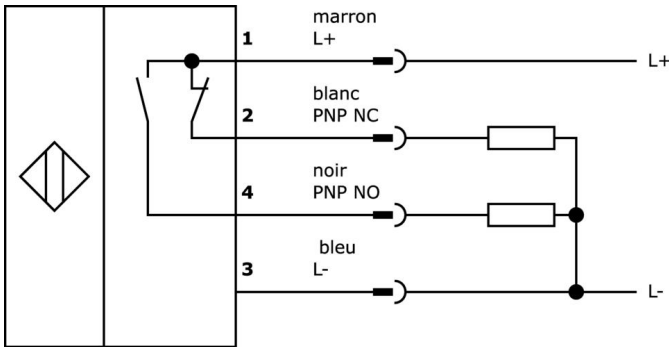 marron
1 L+
L+
blanc
2 PNP NC
noir
4 PNP NO
bleu
3 L-
L-